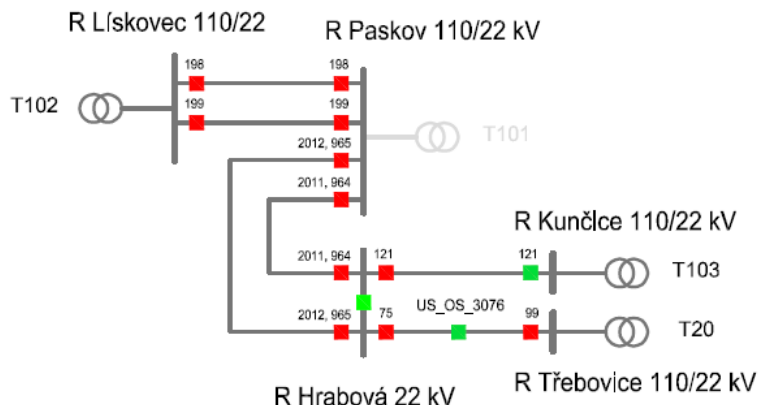 R Lískovec 110/22
R Paskov 110/22 kV
198
198
T102
199
199
2012, 965
T101
2011, 964
R Kunčice 110/22 kV
2011, 964
121
121
T103
US_OS_3076
2012, 965
75
99
T20
R Hrabová 22 kV
R Třebovice 110/22 kV